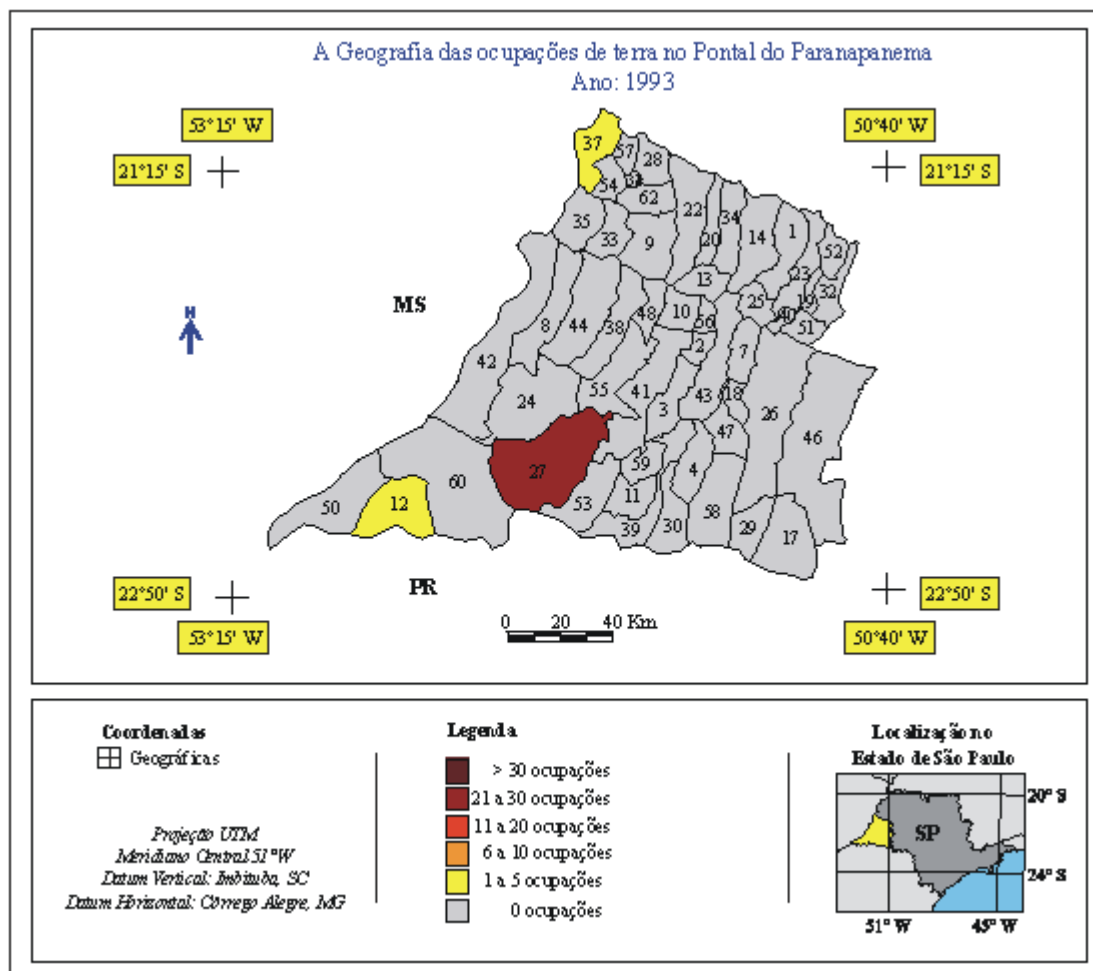 A Geografia das ocupações de terra no Pontal do Paranapanema
Ano: 1993
53°15' W
50°40' W
21°15' S
21°15' S
37
57
28
54
62
22
34
35
33
9
20
14
1
52
13
23
32
MS
8
44
38
48
10
56
25
19
40
51
42
2
7
24
55
41
3
43
18
26
46
47
27
59
4
60
50
12
53
11
39
30
58
29
17
22°50' S
PR
22°50' S
53°15' W
0 20 40 Km
50°40' W
N
Coordenadas
Geográficas
Projeção UTM
Meridiano Central 51°W
Datum Vertical: Imbituba, SC
Datum Horizontal: Córrego Alegre, MG
Legenda
> 30 ocupações
21 a 30 ocupações
11 a 20 ocupações
6 a 10 ocupações
1 a 5 ocupações
0 ocupações
Localização no
Estado de São Paulo
20° S
SP
24° S
51° W 45° W